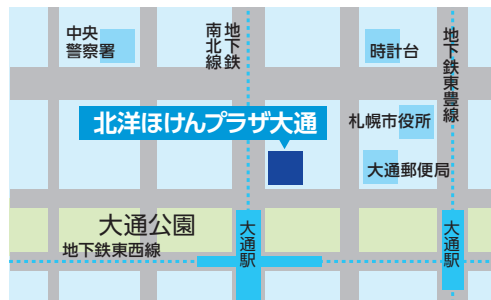 中央
警察署
地下鉄
南北線
時計台
地下鉄東豊線
北洋ほけんプラザ大通
札幌市役所
大通郵便局
大通公園
地下鉄東西線
大通駅
大通駅